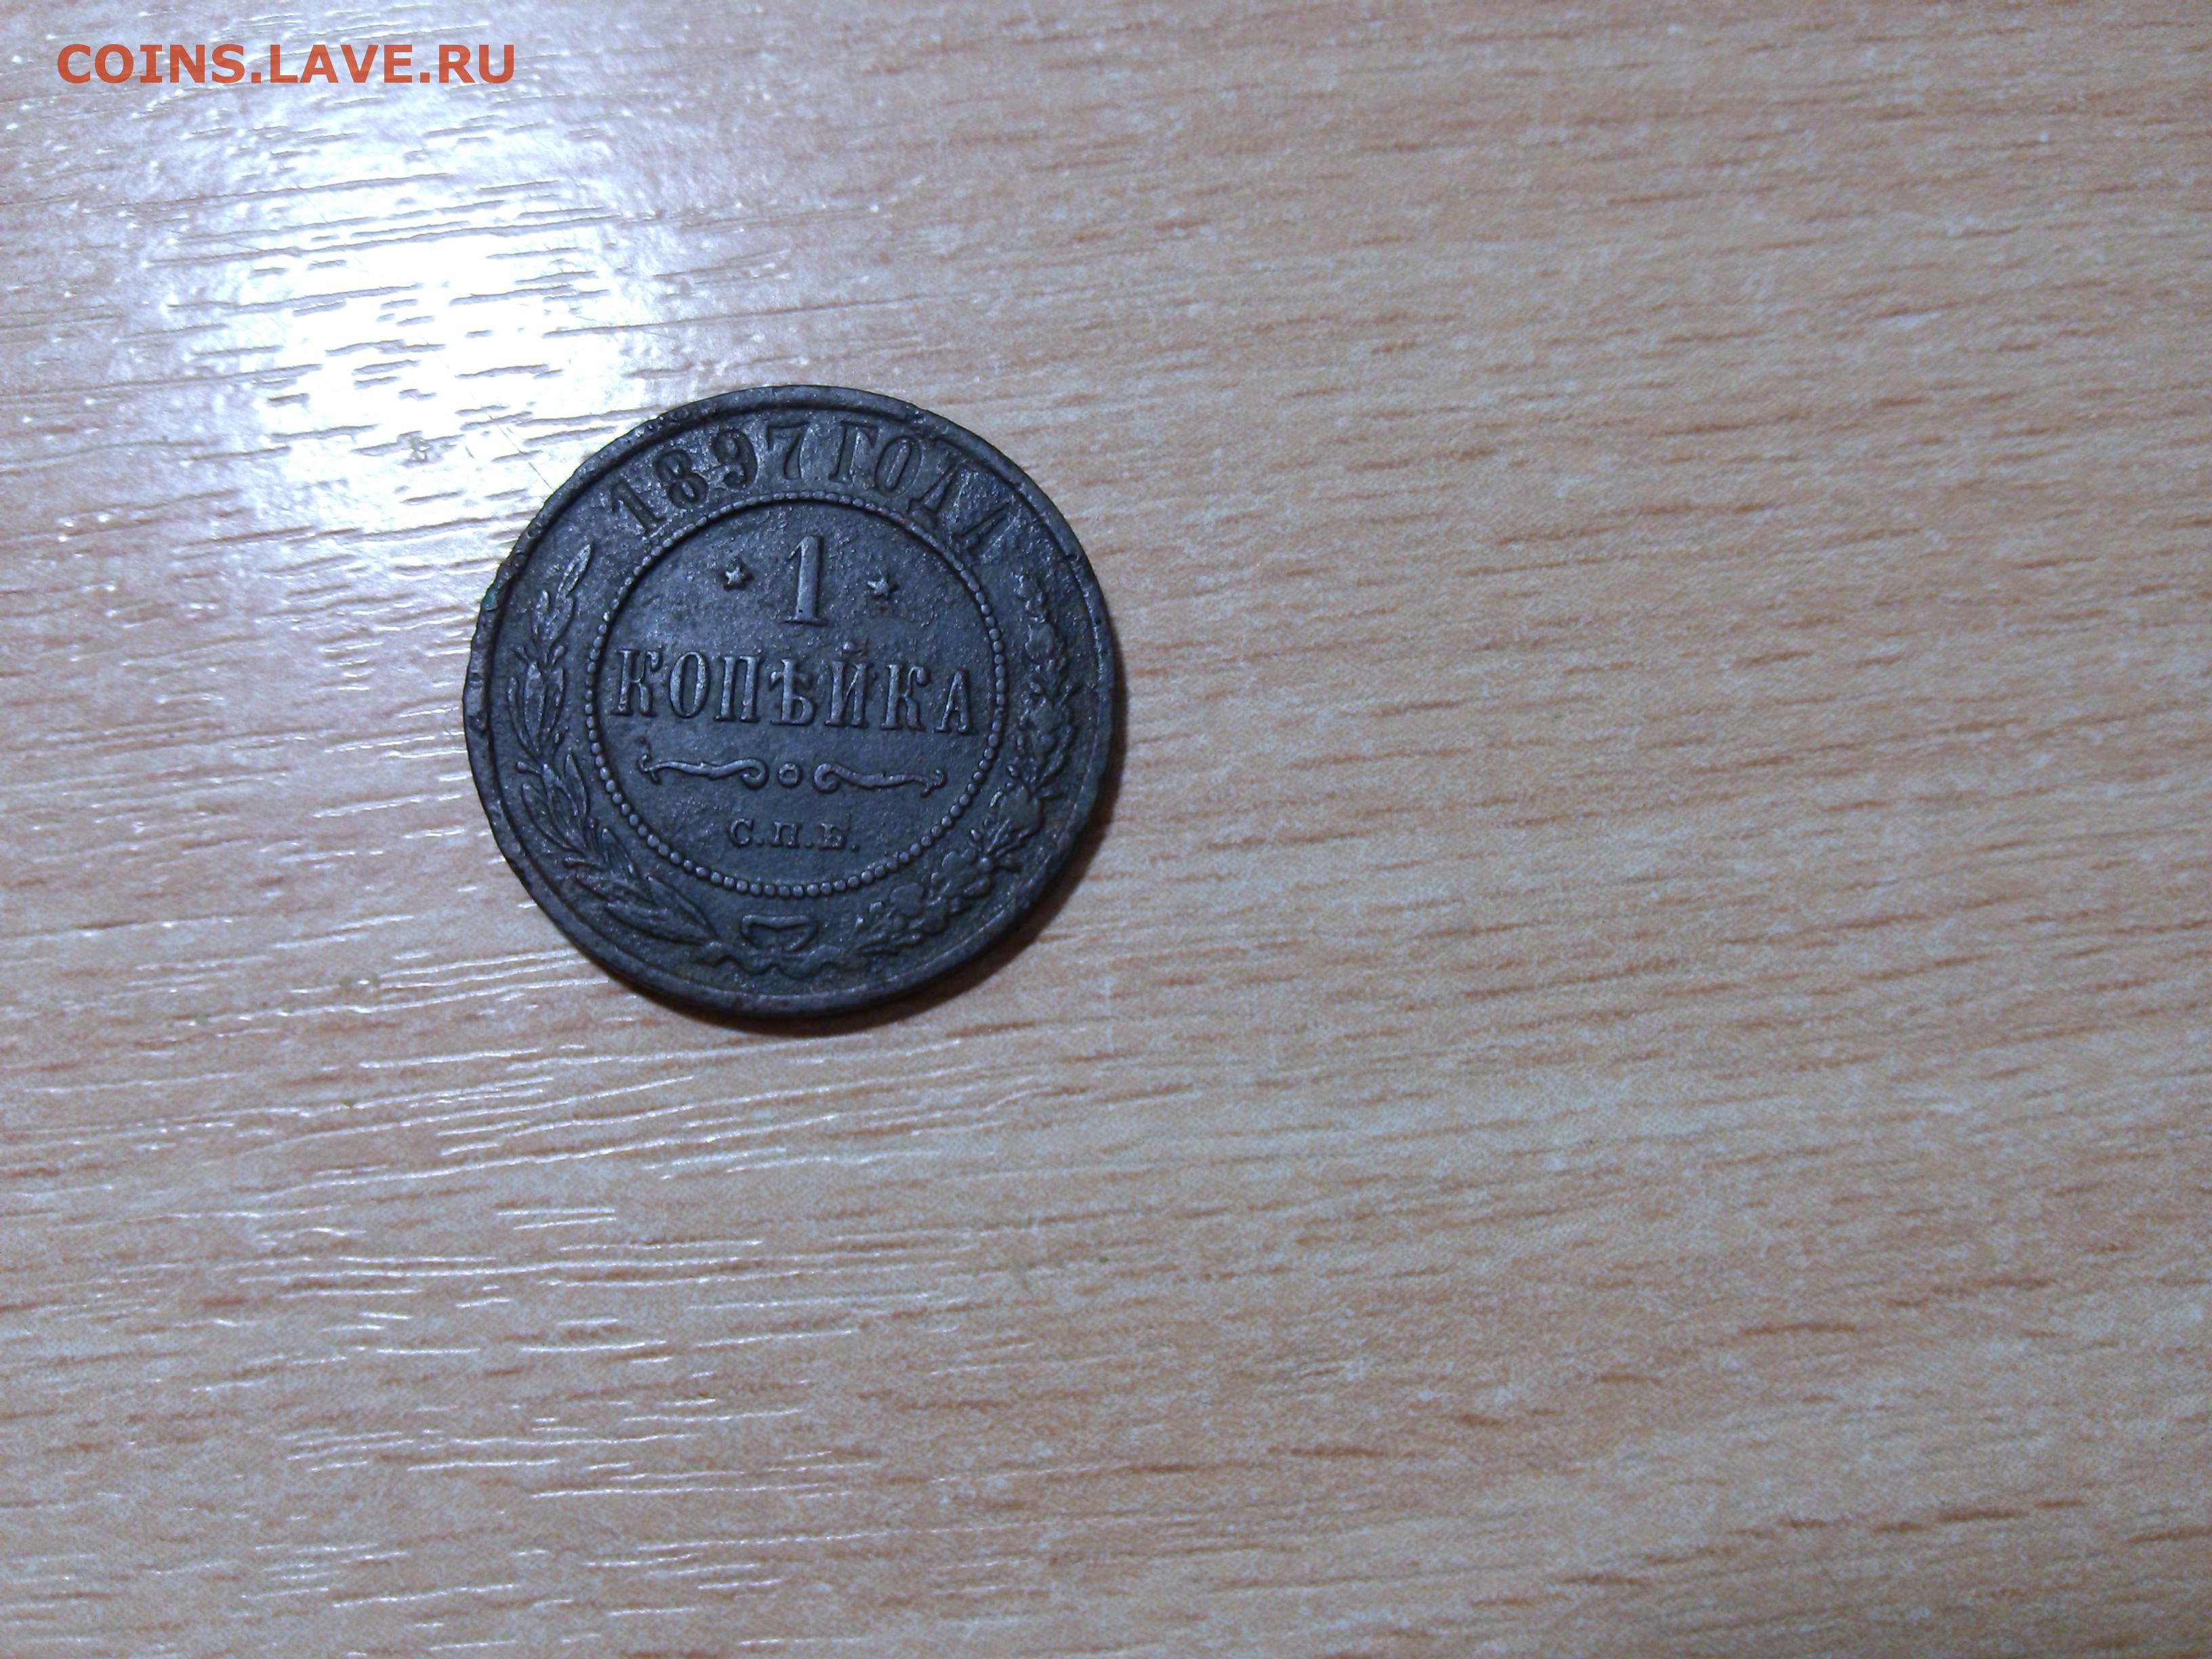 COINS.LAVE.RU
1897 ГОДА
1
КОПѢЙКА
С.П.Б.